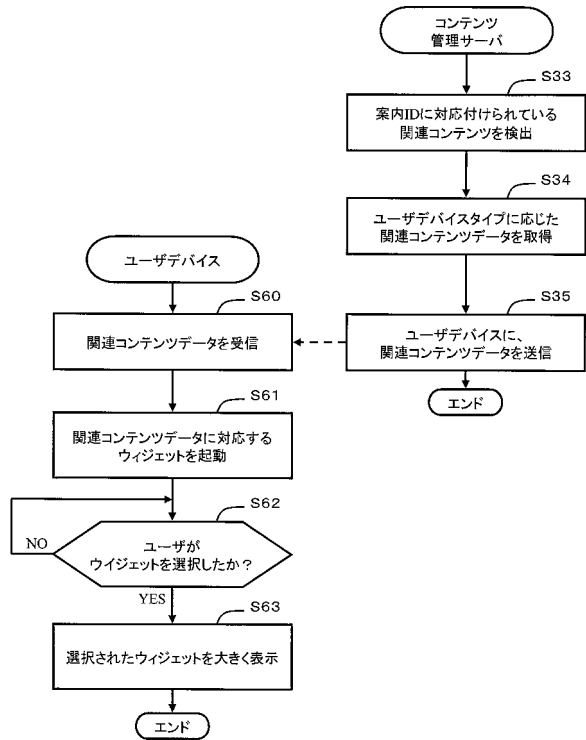 コンテンツ
管理サーバ
S33
案内IDに対応付けられている
関連コンテンツを検出
S34
ユーザデバイスタイプに応じた
関連コンテンツデータを取得
S35
ユーザデバイスに、
関連コンテンツデータを送信
エンド
ユーザデバイス
S60
関連コンテンツデータを受信
S61
関連コンテンツデータに対応する
ウィジェットを起動
S62
ユーザが
ウイジェットを選択したか？
NO
YES
S63
選択されたウィジェットを大きく表示
エンド